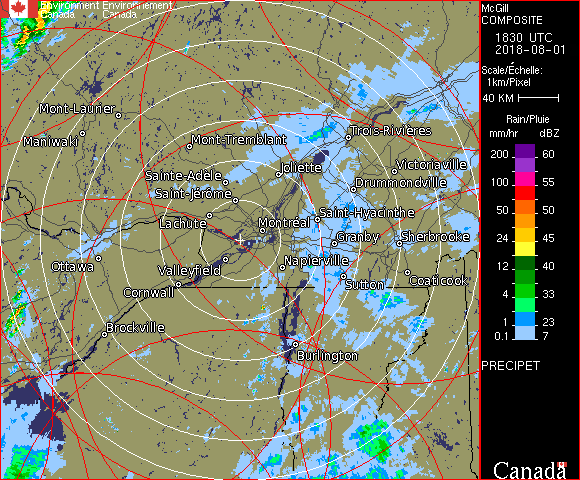 Environment Environnement
Canada Canada
McGill
COMPOSITE
1830 UTC
2018-08-01
Scale/Échelle:
1km/Pixel
40 KM
Rain/Pluie
mm/hr dBZ
200 60
100 55
50 50
24 45
12 40
4 33
1 23
0.1 7
PRECIPET
Canada
Mont-Laurier
Maniwaki
Mont-Tremblant
Trois-Rivières
Joliette
Victoriaville
Sainte-Adèle
Drummondville
Saint-Jérôme
Saint-Hyacinthe
Lachute
Montréal
Granby
Sherbrooke
Ottawa
Valleyfield
Napierville
Cornwall
Sutton
Coaticook
Brockville
Burlington